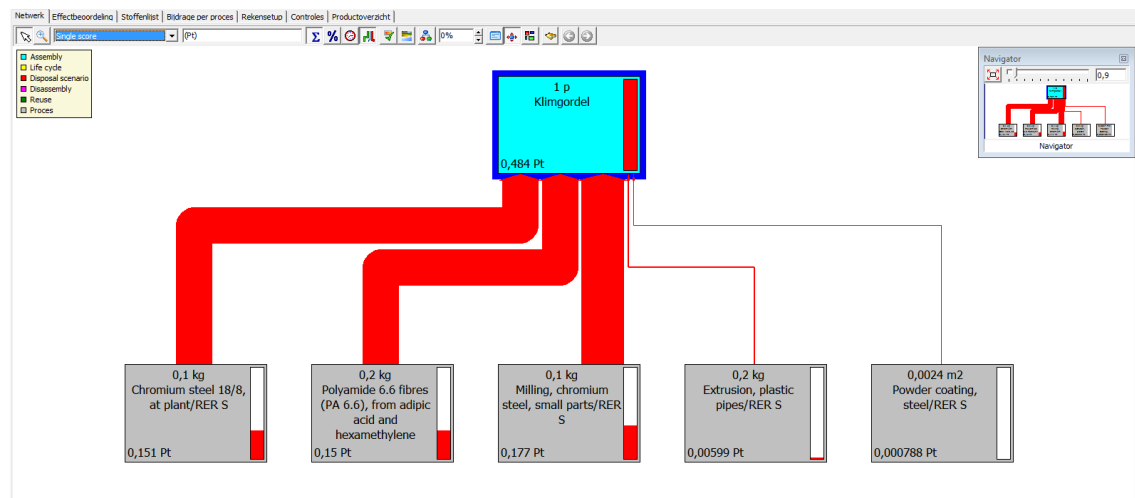 Netwerk Effectbeoordeling Stoffenlijst Bijdrage per proces Rekensetup Controles Productoverzicht
Single score (Pt) Σ % 0%
Assembly
Life cycle
Disposal scenario
Disassembly
Reuse
Proces
Navigator
0,9
Navigator
1 p
Klimgordel
0,484 Pt
0,1 kg
Chromium steel 18/8,
at plant/RER S
0,151 Pt
0,2 kg
Polyamide 6.6 fibres
(PA 6.6), from adipic
acid and
hexamethylene
0,15 Pt
0,1 kg
Milling, chromium
steel, small parts/RER
S
0,177 Pt
0,2 kg
Extrusion, plastic
pipes/RER S
0,00599 Pt
0,0024 m2
Powder coating,
steel/RER S
0,000788 Pt